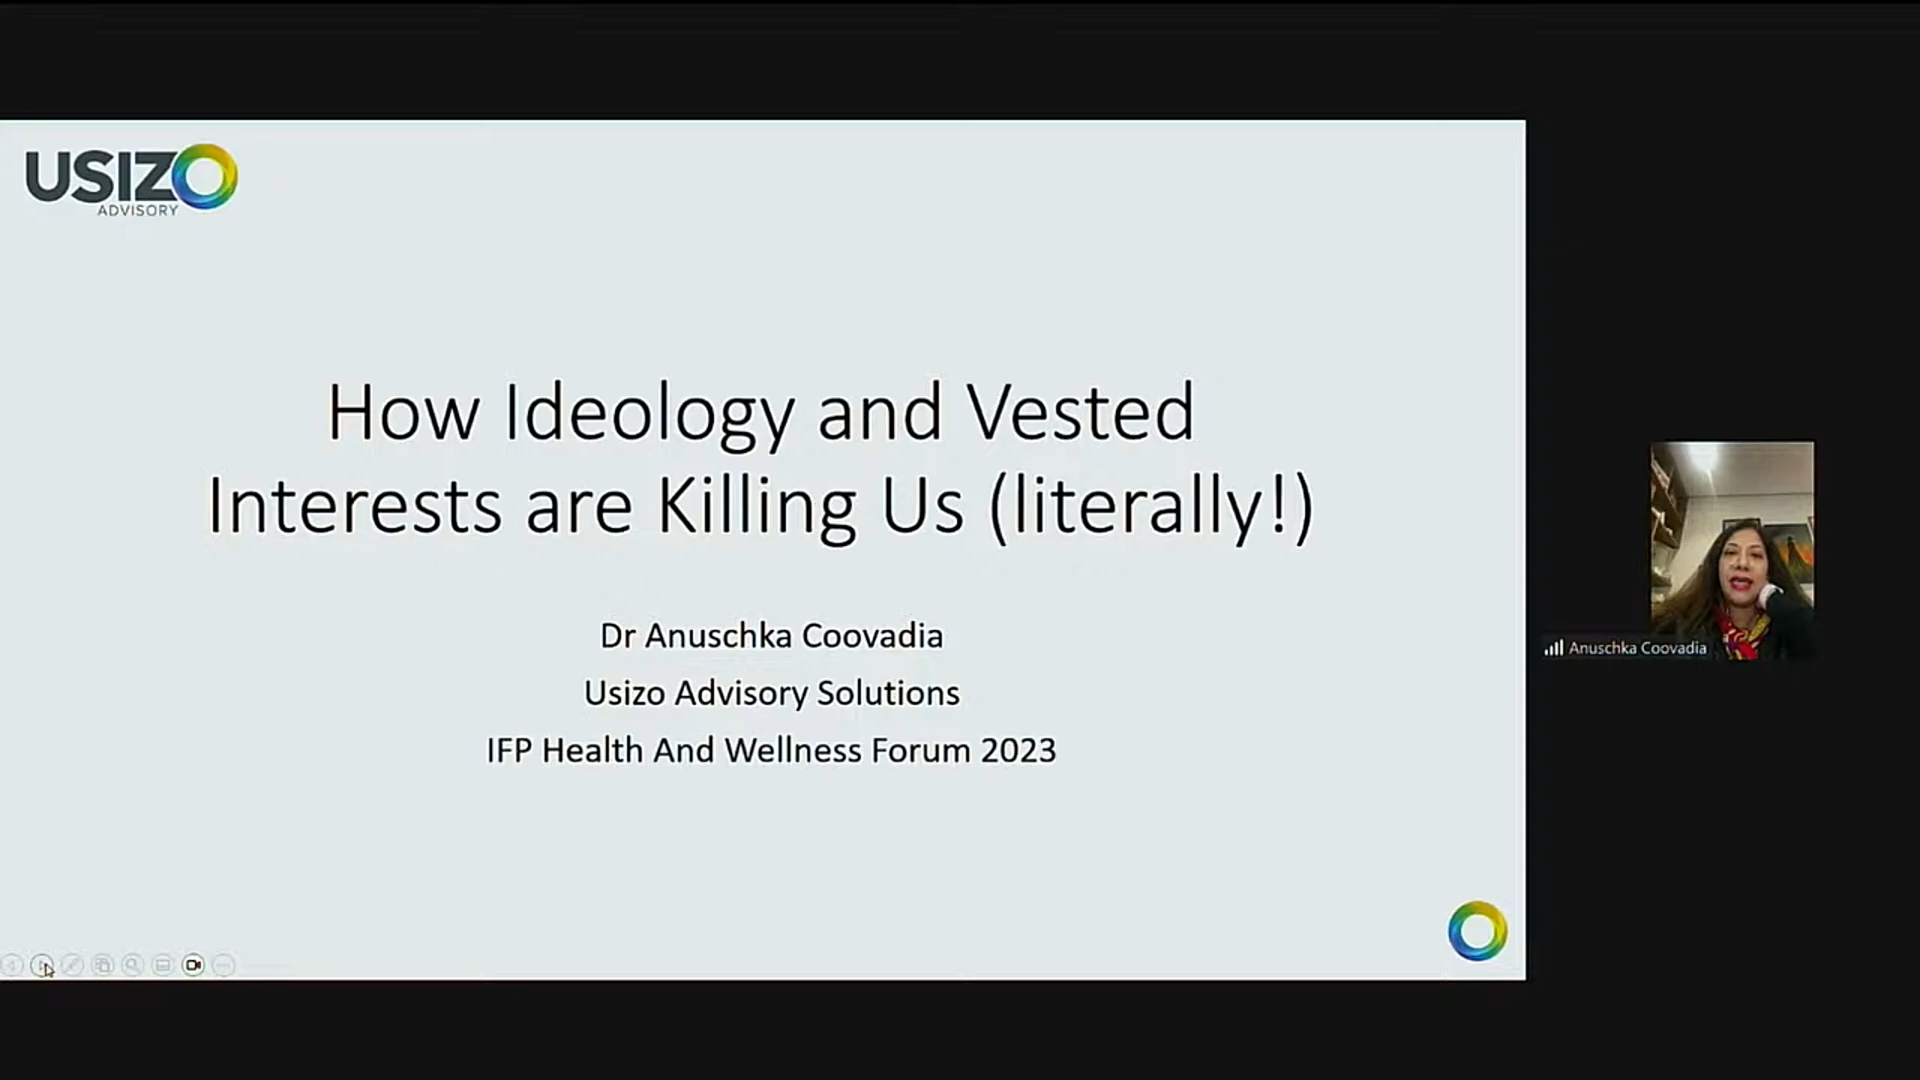 USIZO
ADVISORY
How Ideology and Vested
Interests are Killing Us (literally!)
Dr Anuschka Coovadia
Usizo Advisory Solutions
IFP Health And Wellness Forum 2023
Anuschka Coovadia